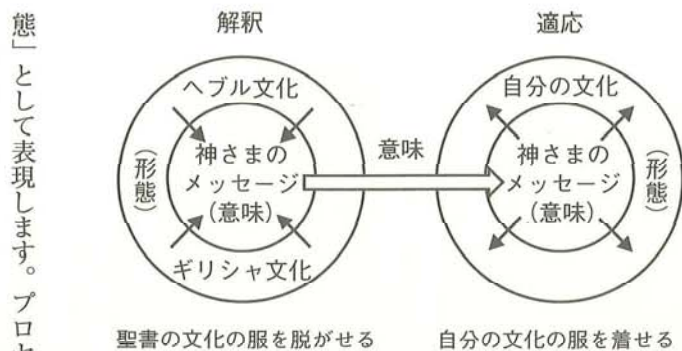 態」として表現します。プロセ
解釈
ヘブル文化
(形態)
神さまの
メッセージ
(意味)
ギリシャ文化
聖書の文化の服を脱がせる
意味
適応
自分の文化
神さまの
メッセージ
(意味)
(形態)
自分の文化の服を着せる